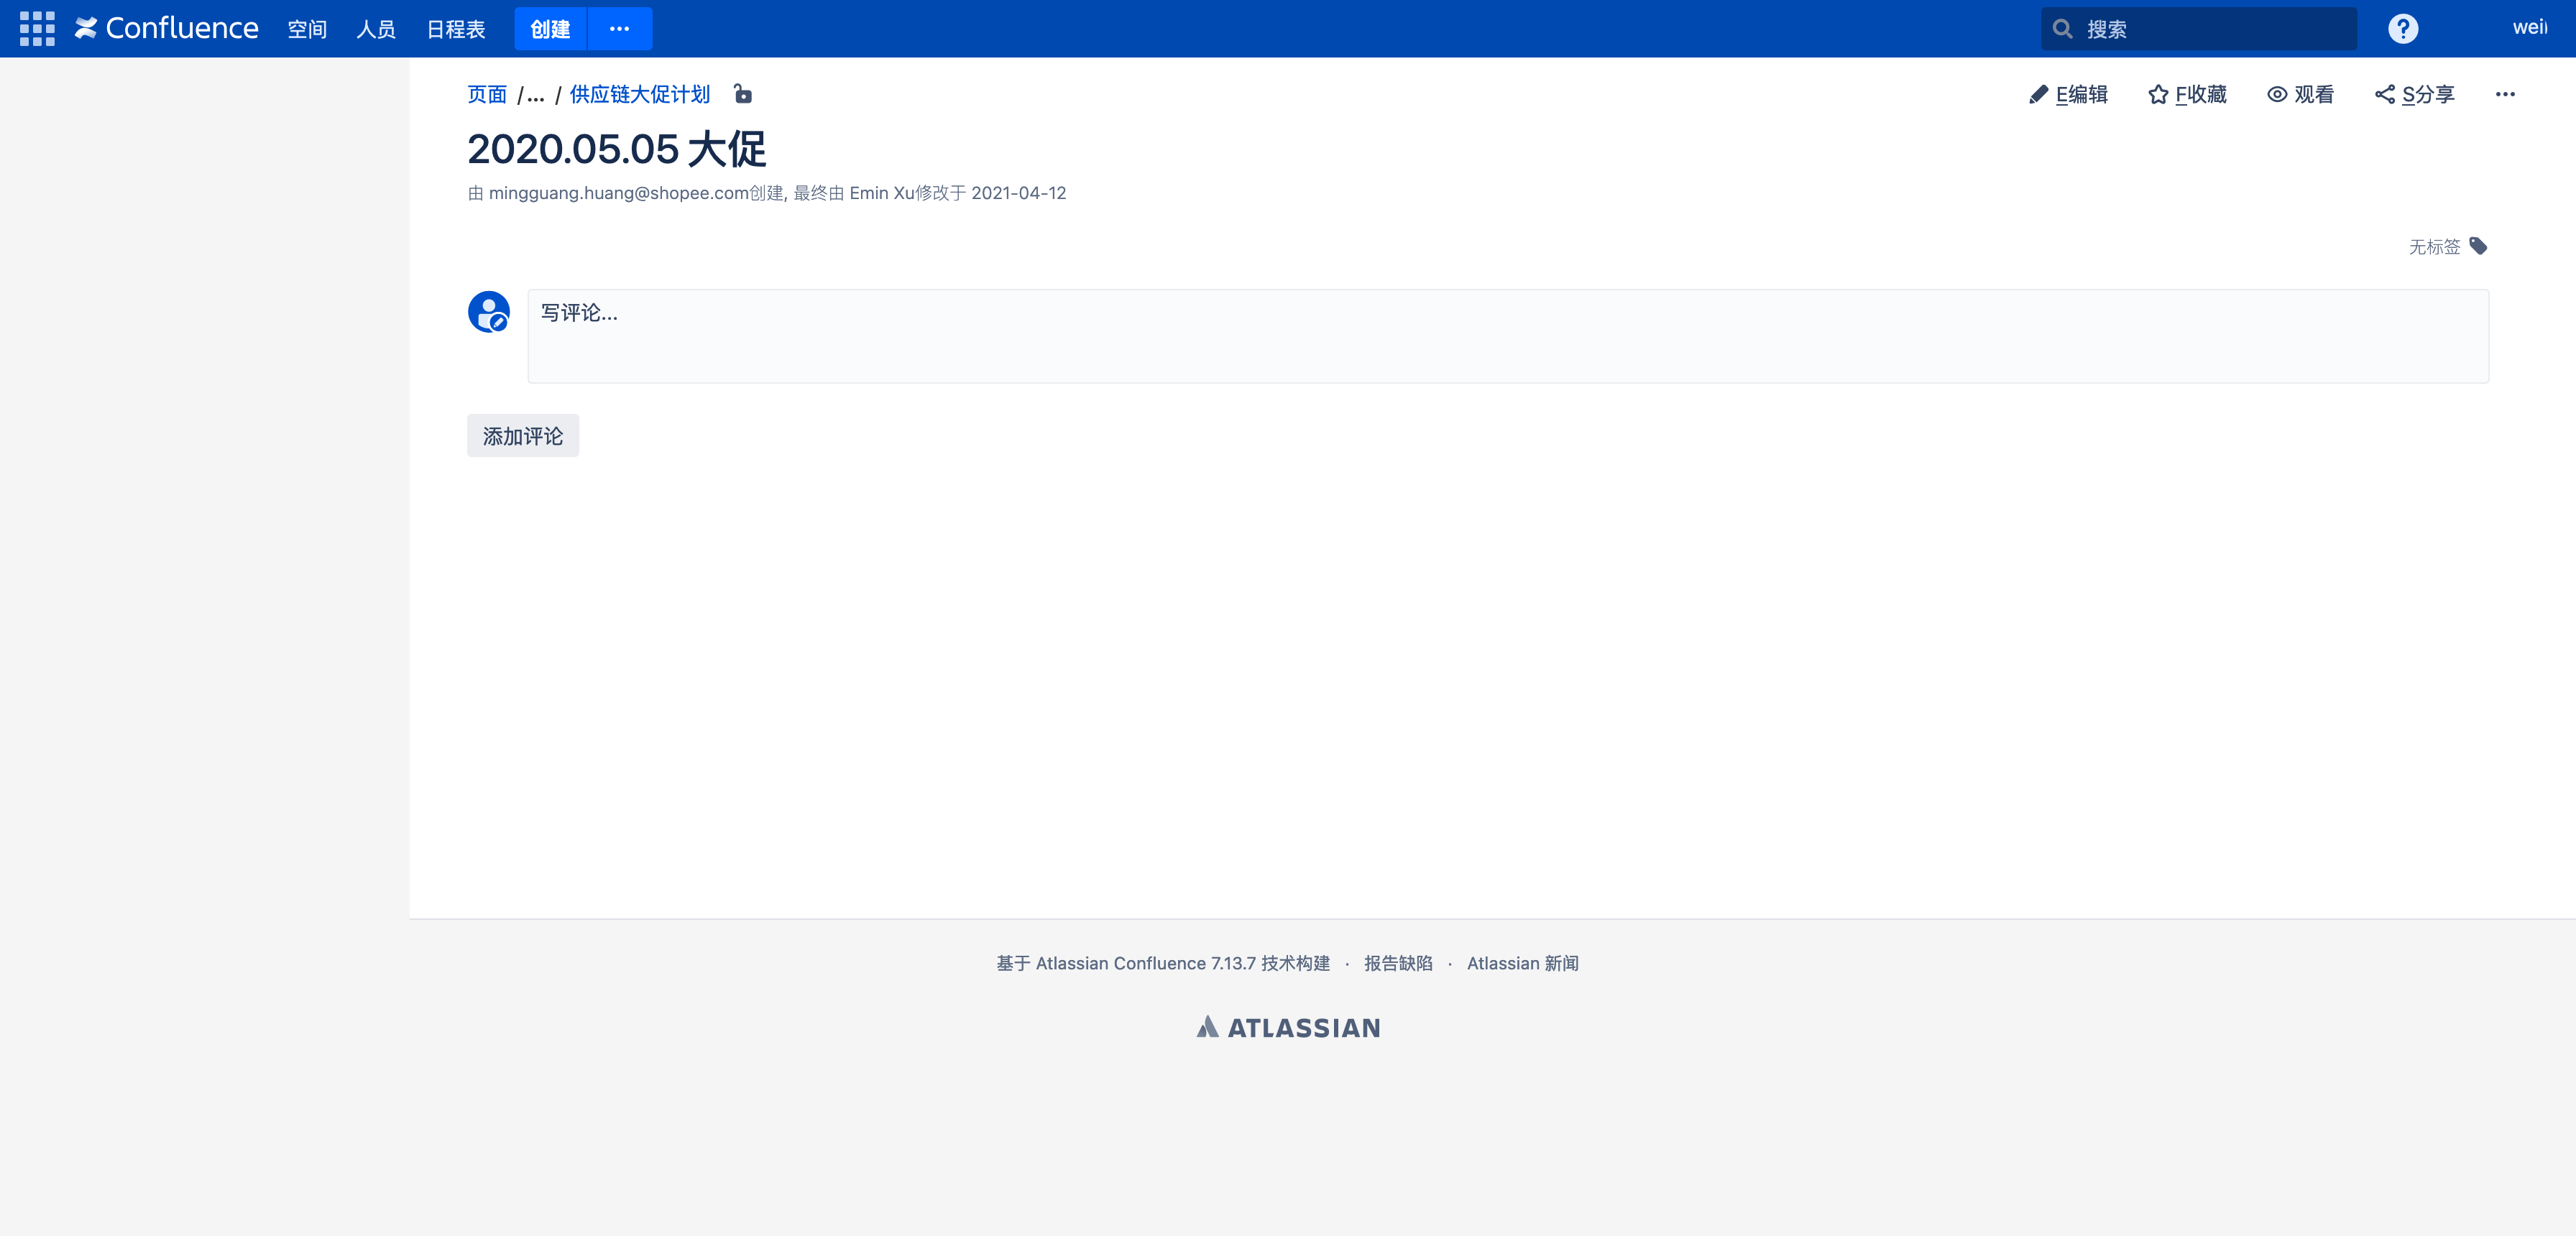 Confluence 空间 人员 日程表 创建 ··· 搜索 ?
页面 /... / 供应链大促计划 E编辑 F收藏 观看 S分享 ···
2020.05.05 大促
由 mingguang.huang@shopee.com创建, 最终由 Emin Xu修改于 2021-04-12
无标签
写评论...
添加评论
基于 Atlassian Confluence 7.13.7 技术构建 · 报告缺陷 · Atlassian 新闻
ATLASSIAN